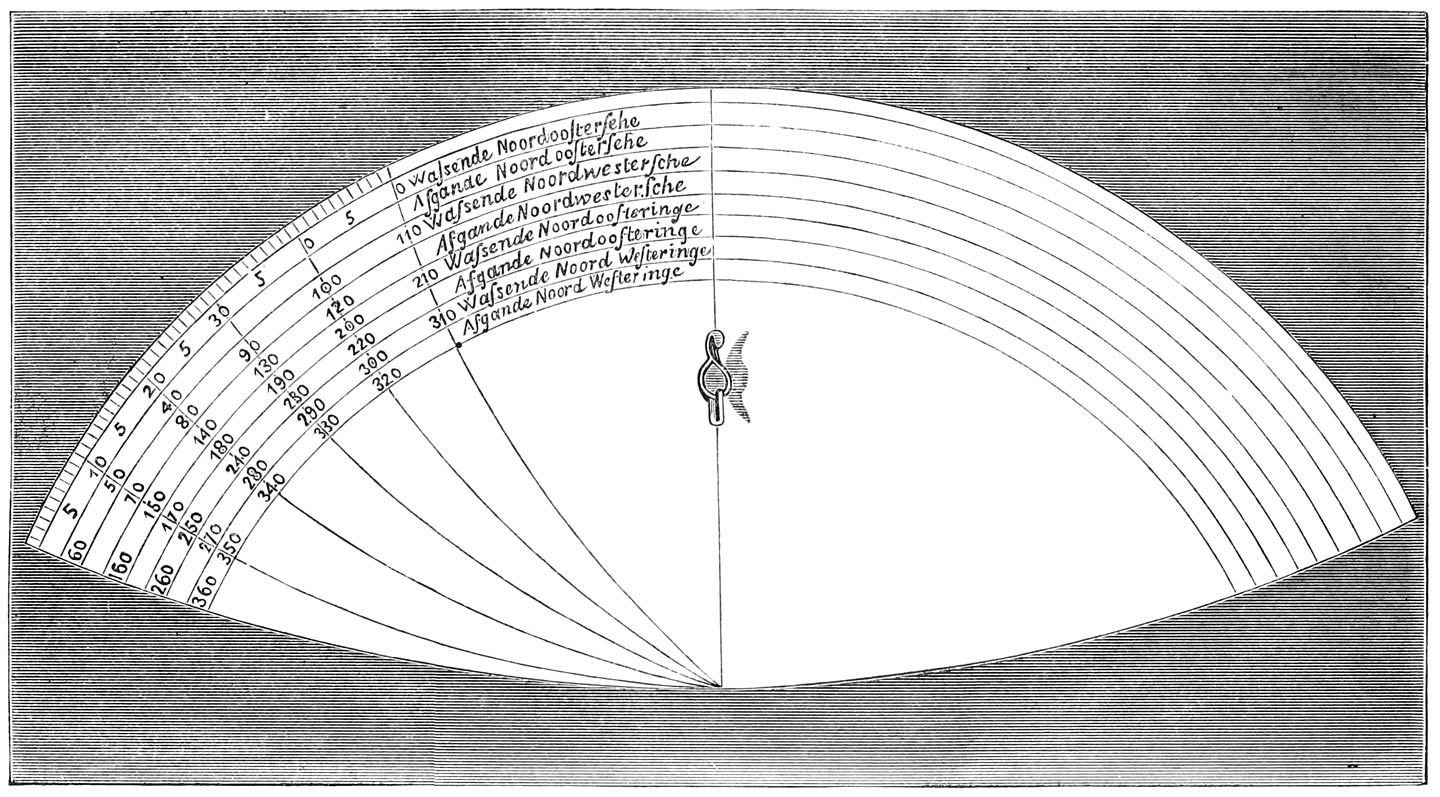 5 10 5 20 5 30 5 0 5 0 Waſsende Noordooſterſche
60 50 40 Afgande Noord ooſterſche
70 80 90 100 110 Waſsende Noordwesterſche
160 150 140 130 120 Afgande Noordwesterſche
170 180 190 200 210 Waſsende Noordooſteringe
260 250 240 230 220 Afgande Noordooſteringe
270 280 290 300 310 Waſsende Noord Weſteringe
360 350 340 330 320 Afgande Noord Weſteringe